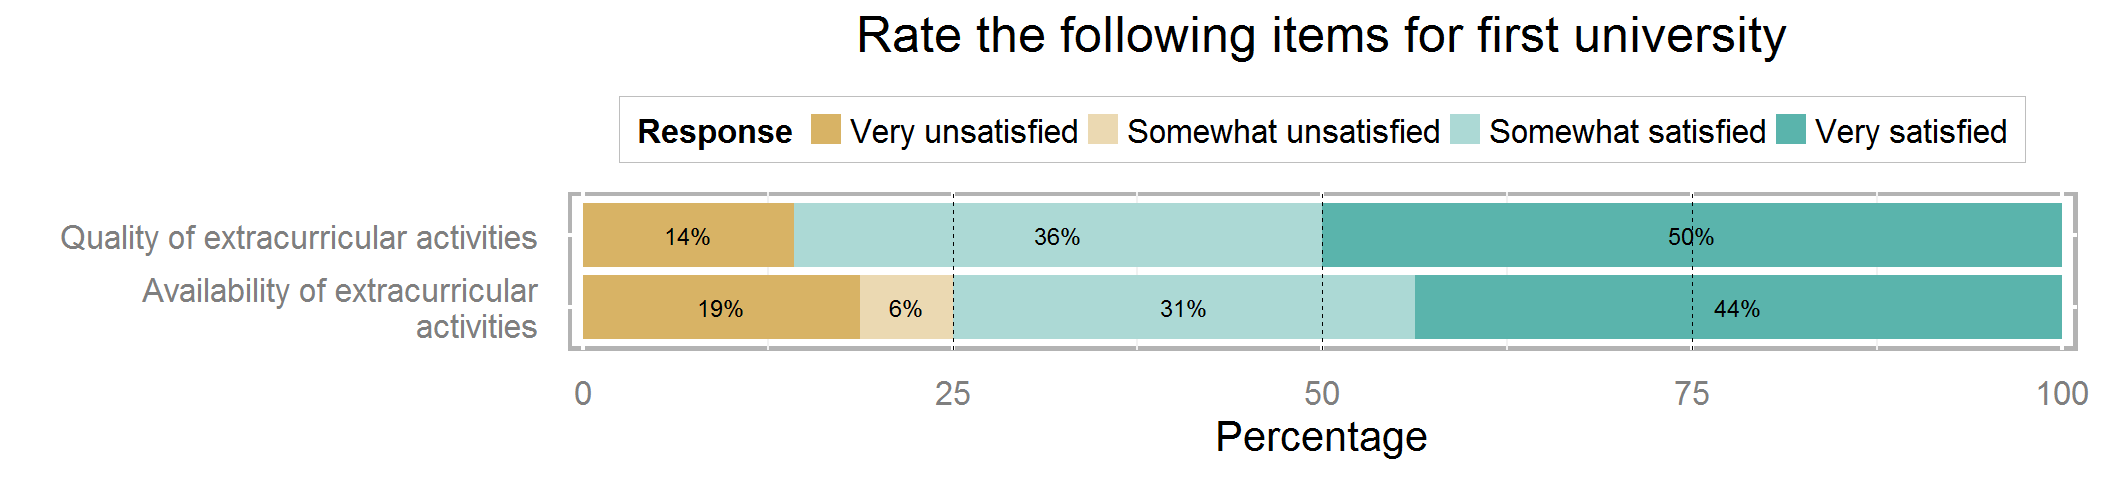 Rate the following items for first university
Response Very unsatisfied Somewhat unsatisfied Somewhat satisfied Very satisfied
Quality of extracurricular activities 14% 36% 50%
Availability of extracurricular
activities
19% 6% 31% 44%
0 25 50 75 100
Percentage